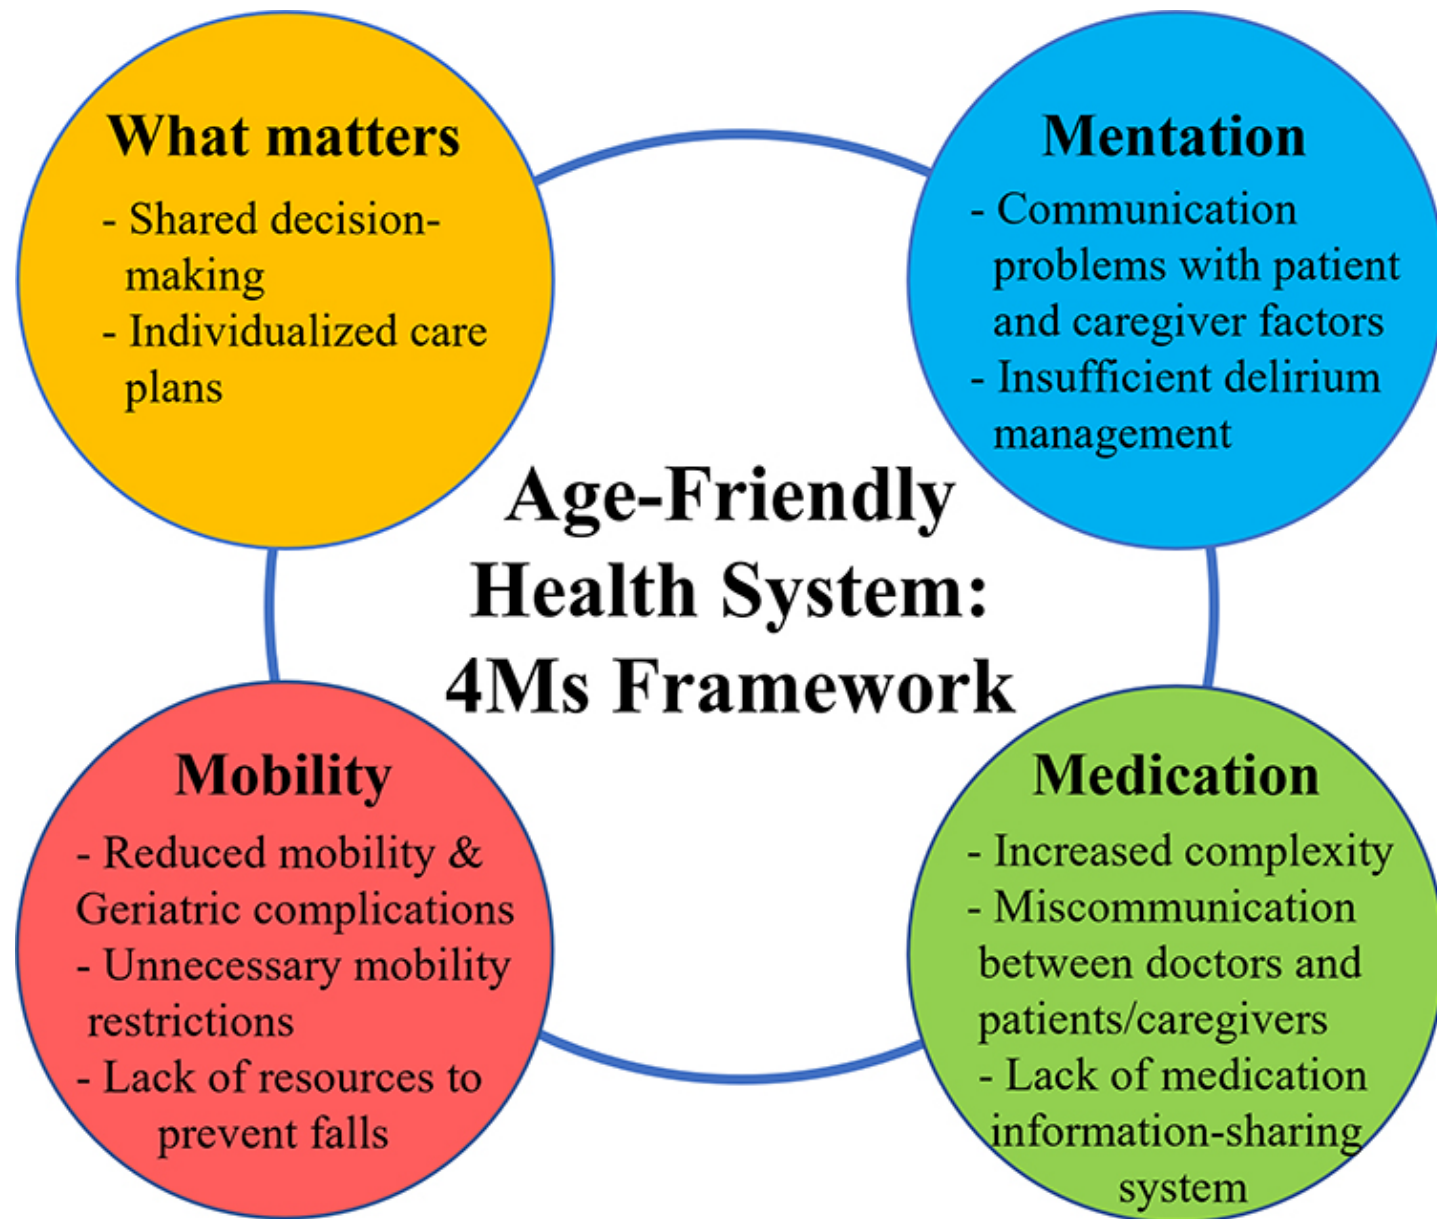 What matters
- Shared decision-
making
- Individualized care
plans
Mentation
- Communication
problems with patient
and caregiver factors
- Insufficient delirium
management
Age-Friendly
Health System:
4Ms Framework
Mobility
- Reduced mobility &
Geriatric complications
- Unnecessary mobility
restrictions
- Lack of resources to
prevent falls
Medication
- Increased complexity
- Miscommunication
between doctors and
patients/caregivers
- Lack of medication
information-sharing
system